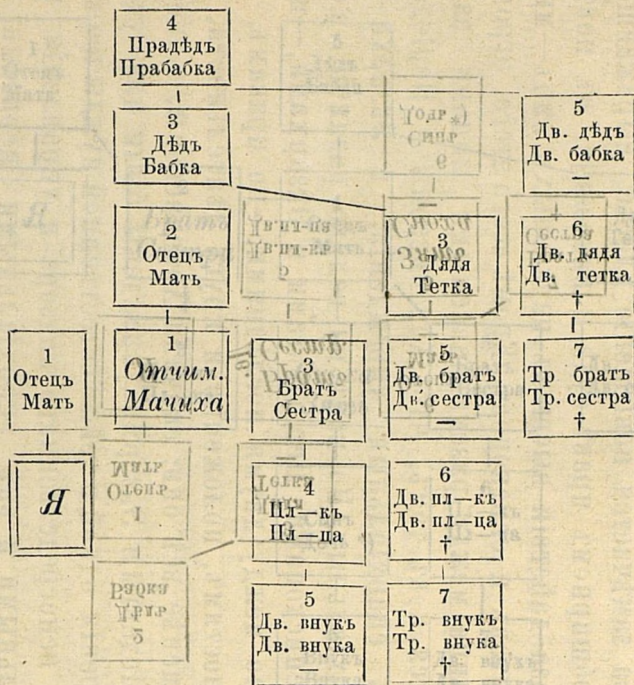 4
Прадѣдъ
Прабабка
3
Дѣдъ
Бабка
5
Дв. дѣдъ
Дв. бабка
—
2
Отецъ
Мать
3
Дядя
Тетка
6
Дв. дядя
Дв. тетка
†
1
Отецъ
Мать
1
Отчим.
Мачыха
3
Братъ
Сестра
5
Дв. братъ
Дв. сестра
—
7
Тр братъ
Тр. сестра
†
Я
4
Пл—къ
Пл—ца
6
Дв. пл—къ
Дв. пл—ца
†
5
Дв. внукъ
Дв. внука
—
7
Тр. внукъ
Тр. внука
†